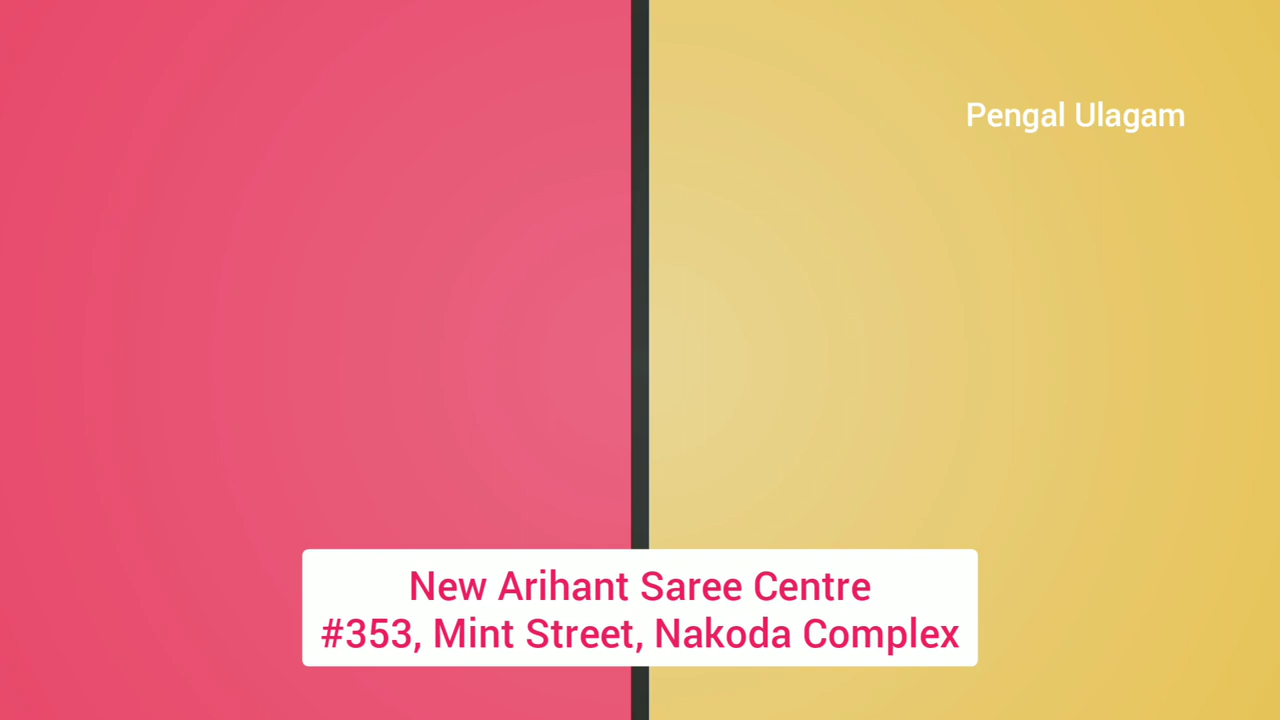 Pengal Ulagam
New Arihant Saree Centre
#353, Mint Street, Nakoda Complex